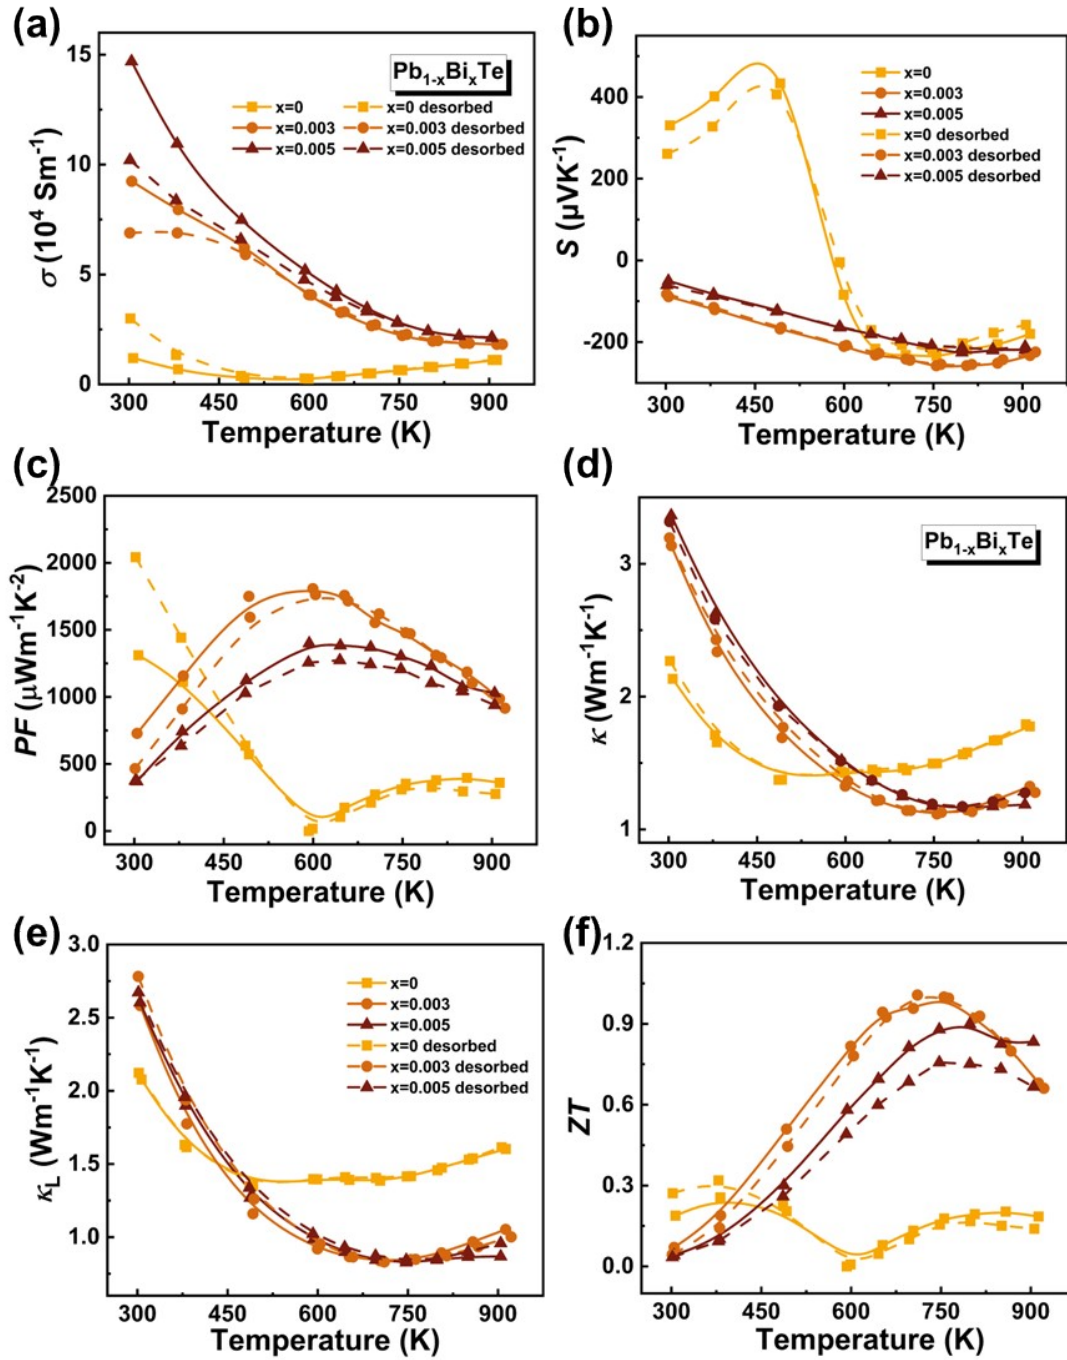 (a)
σ (10⁴ Sm⁻¹)
15
10
5
0
Pb₁₋ₓBiₓTe
x=0 x=0 desorbed
x=0.003 x=0.003 desorbed
x=0.005 x=0.005 desorbed
300 450 600 750 900
Temperature (K)
(b)
S (μVK⁻¹)
400
200
0
-200
x=0
x=0.003
x=0.005
x=0 desorbed
x=0.003 desorbed
x=0.005 desorbed
300 450 600 750 900
Temperature (K)
(c)
PF (μWm⁻¹K⁻²)
2500
2000
1500
1000
500
0
300 450 600 750 900
Temperature (K)
(d)
κ (Wm⁻¹K⁻¹)
3
2
1
Pb₁₋ₓBiₓTe
300 450 600 750 900
Temperature (K)
(e)
κL (Wm⁻¹K⁻¹)
3.0
2.5
2.0
1.5
1.0
x=0
x=0.003
x=0.005
x=0 desorbed
x=0.003 desorbed
x=0.005 desorbed
300 450 600 750 900
Temperature (K)
(f)
ZT
1.2
0.9
0.6
0.3
0.0
300 450 600 750 900
Temperature (K)